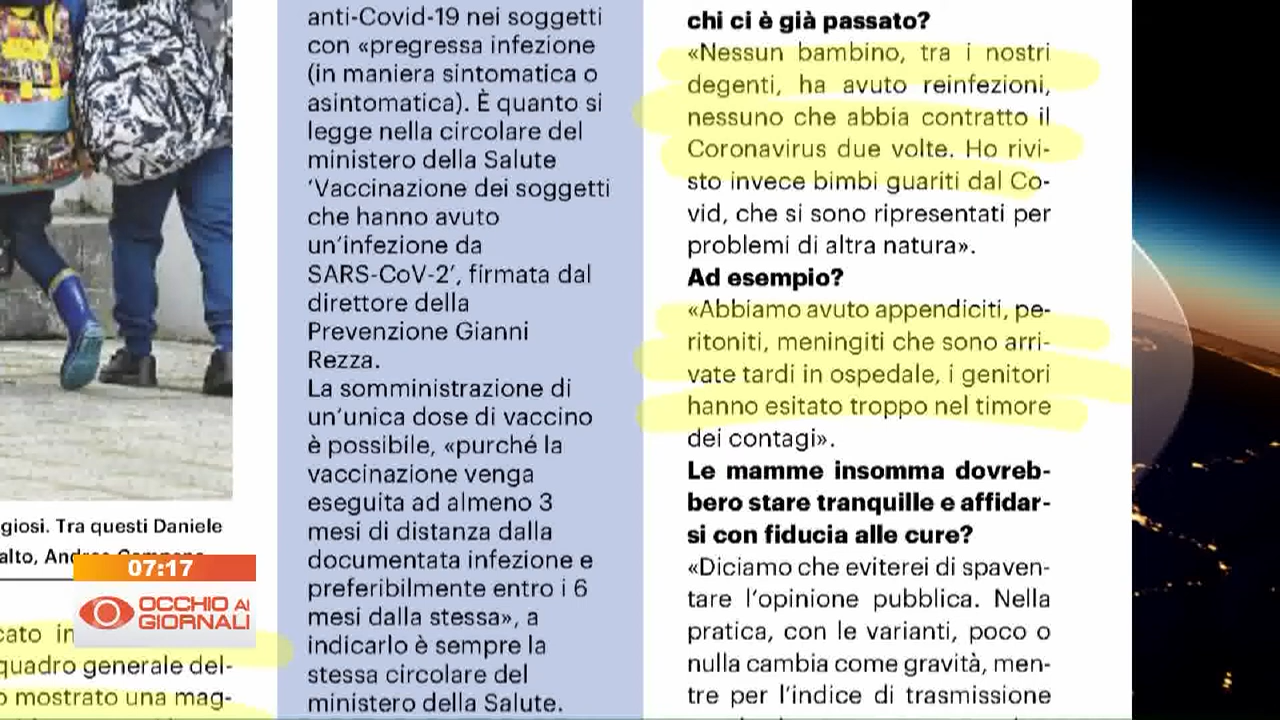 giosi. Tra questi Daniele
alto,
07:17
OCCHIO AI
GIORNALI
cato in
quadro generale del-
o mostrato una mag-
anti-Covid-19 nei soggetti
con «pregressa infezione
(in maniera sintomatica o
asintomatica). È quanto si
legge nella circolare del
ministero della Salute
'Vaccinazione dei soggetti
che hanno avuto
un'infezione da
SARS-CoV-2', firmata dal
direttore della
Prevenzione Gianni
Rezza.
La somministrazione di
un'unica dose di vaccino
è possibile, «purché la
vaccinazione venga
eseguita ad almeno 3
mesi di distanza dalla
documentata infezione e
preferibilmente entro i 6
mesi dalla stessa», a
indicarlo è sempre la
stessa circolare del
ministero della Salute.
chi ci è già passato?
«Nessun bambino, tra i nostri
degenti, ha avuto reinfezioni,
nessuno che abbia contratto il
Coronavirus due volte. Ho rivi-
sto invece bimbi guariti dal Co-
vid, che si sono ripresentati per
problemi di altra natura».
Ad esempio?
«Abbiamo avuto appendiciti, pe-
ritoniti, meningiti che sono arri-
vate tardi in ospedale, i genitori
hanno esitato troppo nel timore
dei contagi».
Le mamme insomma dovreb-
bero stare tranquille e affidar-
si con fiducia alle cure?
«Diciamo che eviterei di spaven-
tare l'opinione pubblica. Nella
pratica, con le varianti, poco o
nulla cambia come gravità, men-
tre per l'indice di trasmissione